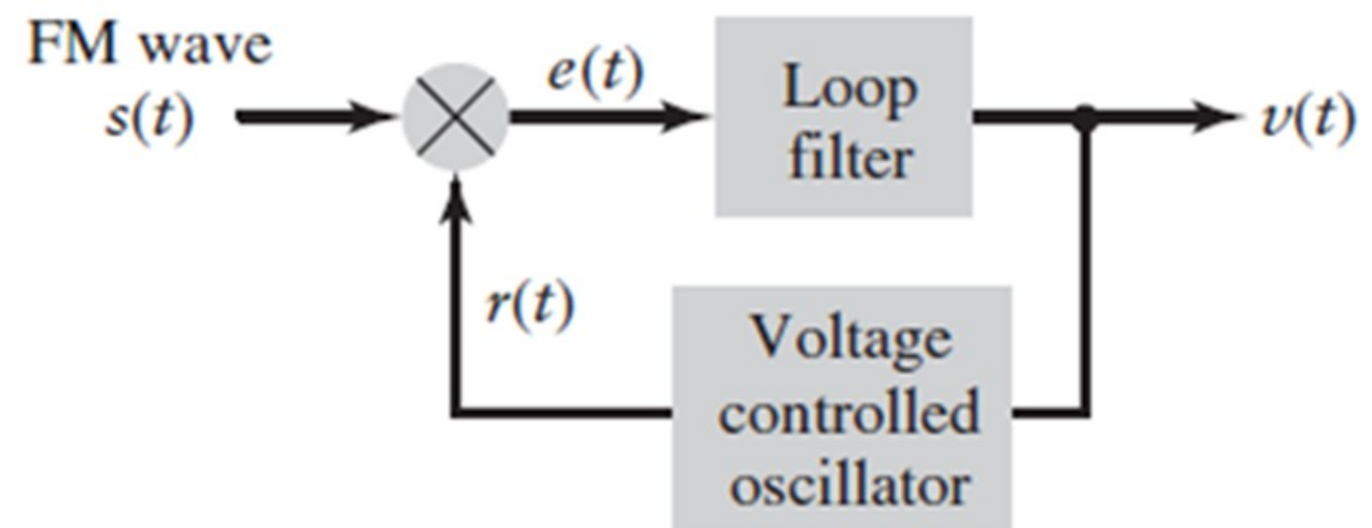 FM wave
s(t)
e(t)
Loop
filter
v(t)
r(t)
Voltage
controlled
oscillator